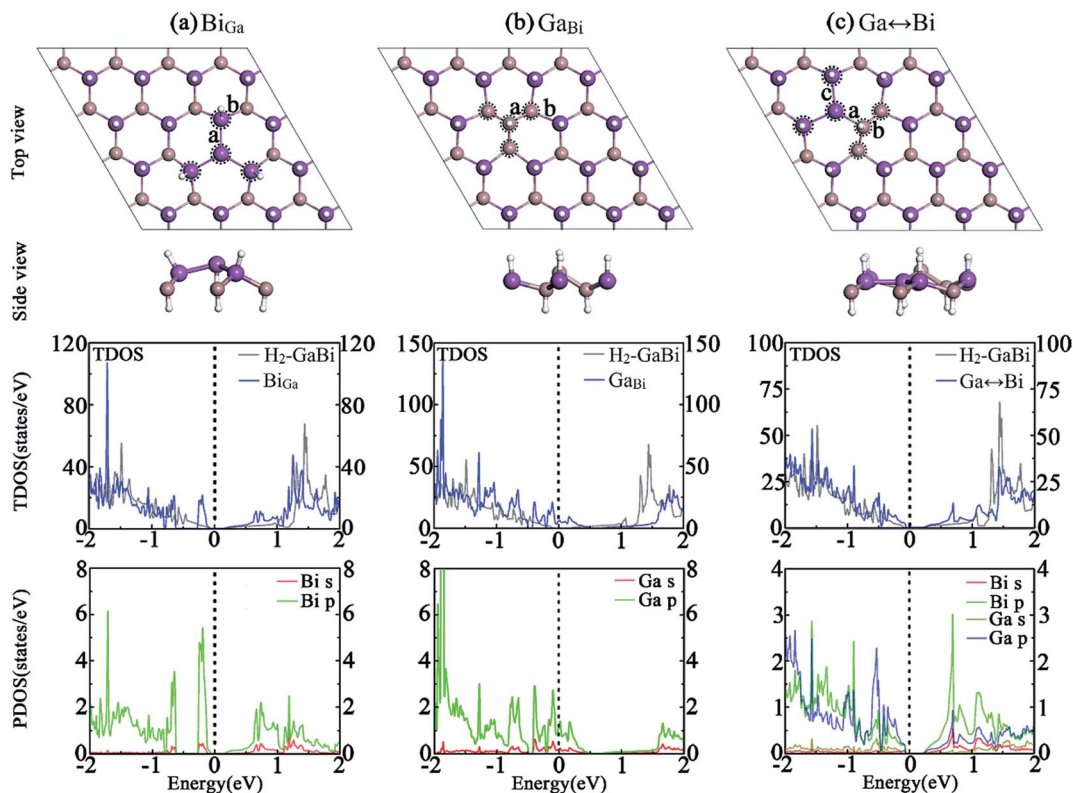 (a) BiGa
(b) GaBi
(c) Ga↔Bi
Top view
b
a
a
b
c
a
b
Side view
TDOS(states/eV)
120
80
40
0
TDOS
H2-GaBi
BiGa
120
80
40
0
-2 -1 0 1 2
150
100
50
0
TDOS
H2-GaBi
GaBi
150
100
50
0
-2 -1 0 1 2
100
75
50
25
0
TDOS
H2-GaBi
Ga↔Bi
100
75
50
25
0
-2 -1 0 1 2
PDOS(states/eV)
8
6
4
2
0
Bi s
Bi p
8
6
4
2
0
-2 -1 0 1 2
Energy(eV)
8
6
4
2
0
Ga s
Ga p
8
6
4
2
0
-2 -1 0 1 2
Energy(eV)
4
3
2
1
0
Bi s
Bi p
Ga s
Ga p
4
3
2
1
0
-2 -1 0 1 2
Energy(eV)